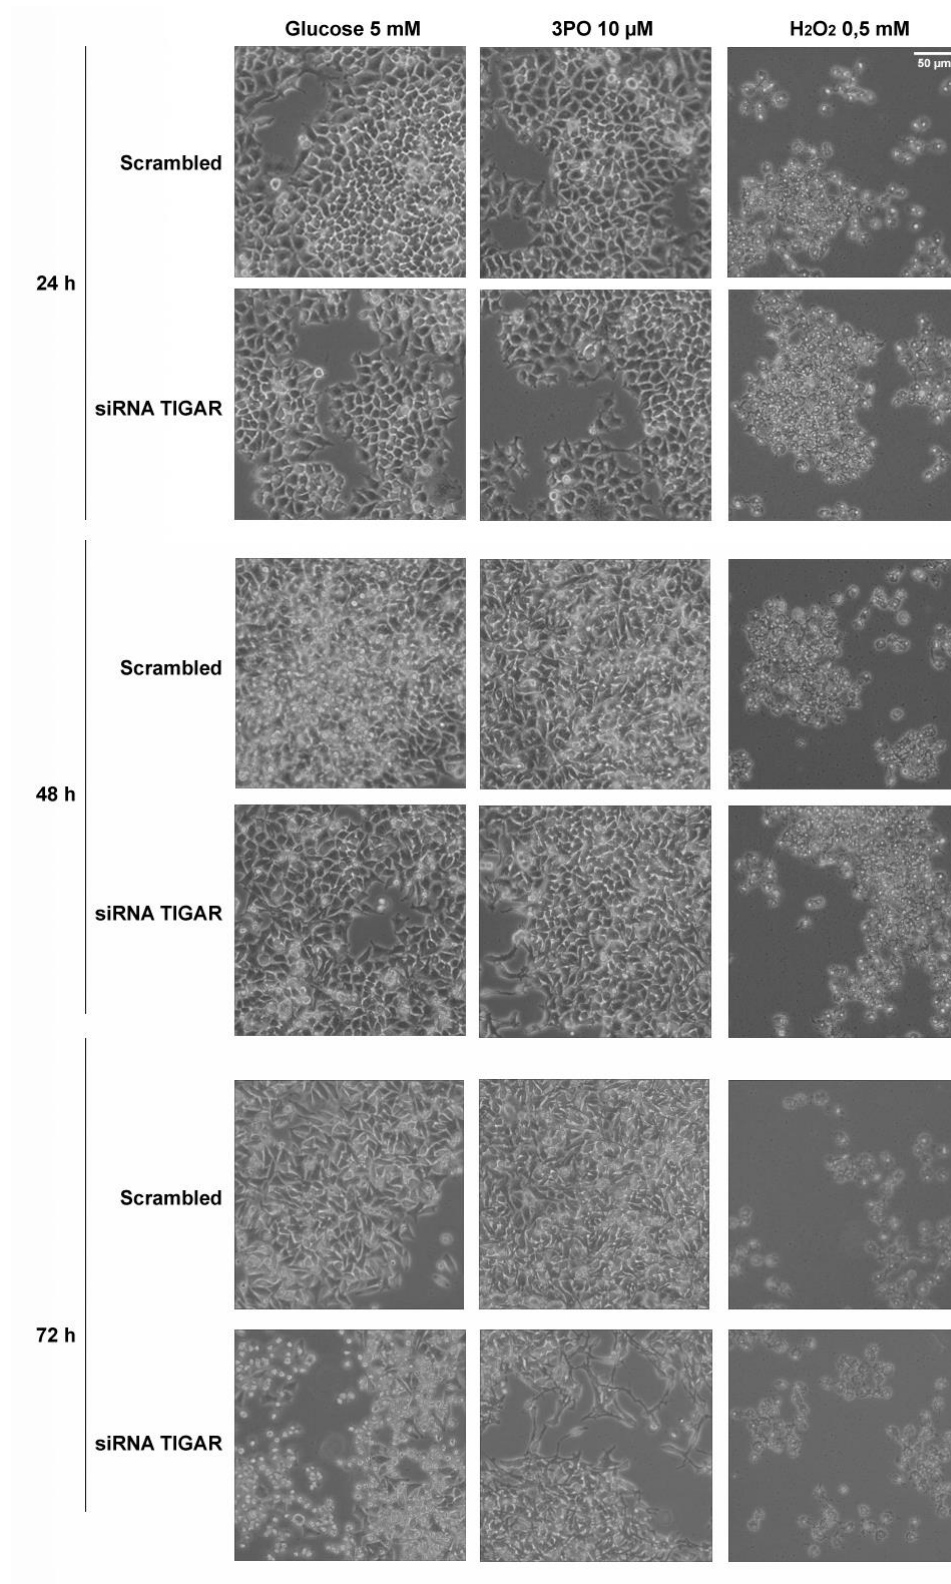 Glucose 5 mM 3PO 10 µM H2O2 0,5 mM
50 µm
Scrambled
24 h
siRNA TIGAR
Scrambled
48 h
siRNA TIGAR
Scrambled
72 h
siRNA TIGAR